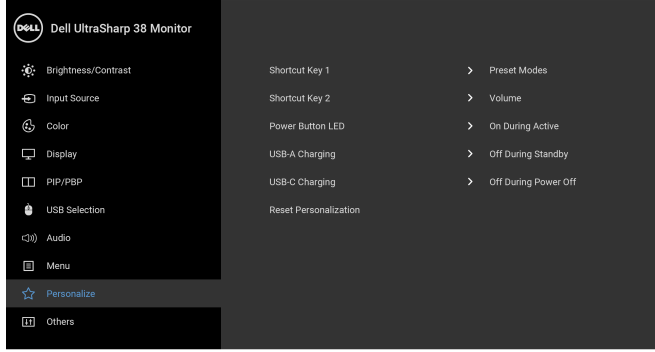 DELL Dell UltraSharp 38 Monitor
Brightness/Contrast
Shortcut Key 1 > Preset Modes
Input Source
Shortcut Key 2 > Volume
Color
Power Button LED > On During Active
Display
USB-A Charging > Off During Standby
PIP/PBP
USB-C Charging > Off During Power Off
USB Selection
Reset Personalization
Audio
Menu
Personalize
Others